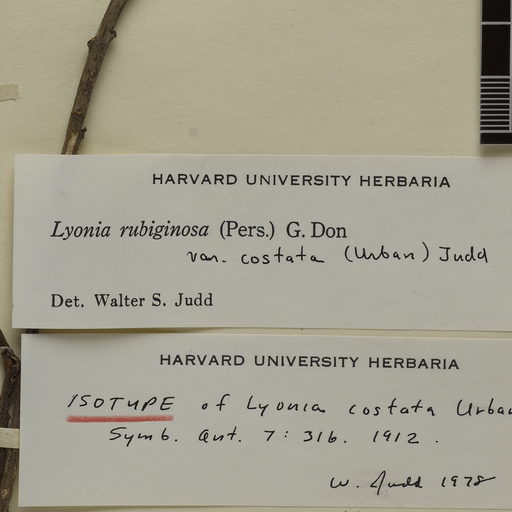 HARVARD UNIVERSITY HERBARIA
Lyonia rubiginosa (Pers.) G. Don
var. costata (Urban) Judd
Det. Walter S. Judd
HARVARD UNIVERSITY HERBARIA
ISOTYPE of Lyonia costata Urban
Symb. Ant. 7: 316. 1912.
W. Judd 1978